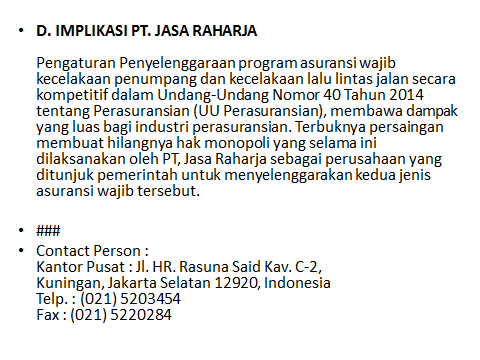 • D. IMPLIKASI PT. JASA RAHARJA
Pengaturan Penyelenggaraan program asuransi wajib
kecelakaan penumpang dan kecelakaan lalu lintas jalan secara
kompetitif dalam Undang-Undang Nomor 40 Tahun 2014
tentang Perasuransian (UU Perasuransian), membawa dampak
yang luas bagi industri perasuransian. Terbuknya persaingan
membuat hilangnya hak monopoli yang selama ini
dilaksanakan oleh PT, Jasa Raharja sebagai perusahaan yang
ditunjuk pemerintah untuk menyelenggarakan kedua jenis
asuransi wajib tersebut.
• ###
• Contact Person :
Kantor Pusat : Jl. HR. Rasuna Said Kav. C-2,
Kuningan, Jakarta Selatan 12920, Indonesia
Telp. : (021) 5203454
Fax : (021) 5220284